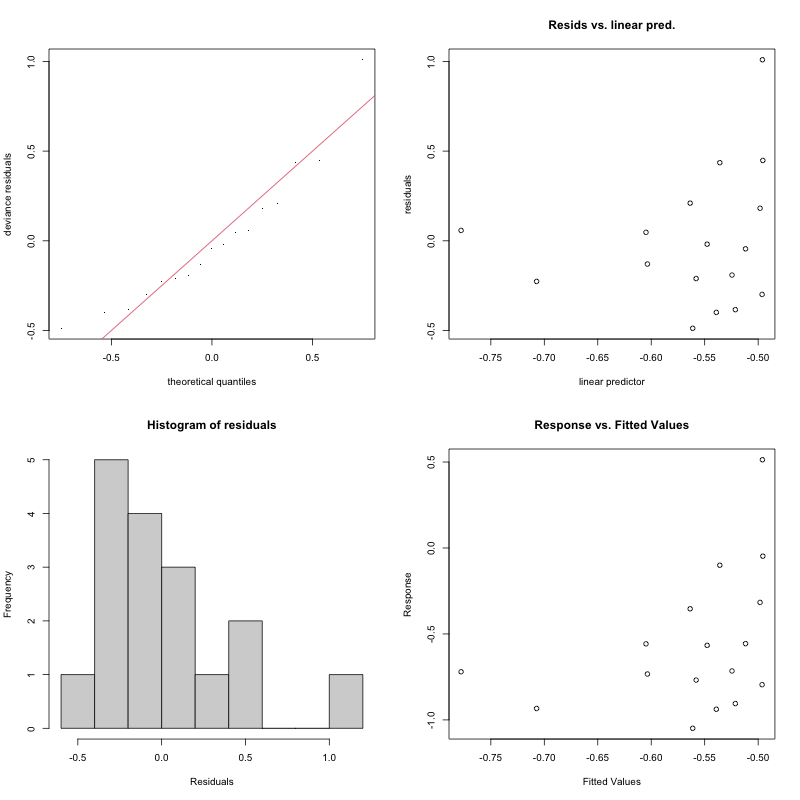 1.0
0.5
0.0
-0.5
deviance residuals
-0.5 0.0 0.5
theoretical quantiles
Resids vs. linear pred.
1.0
0.5
0.0
-0.5
residuals
-0.75 -0.70 -0.65 -0.60 -0.55 -0.50
linear predictor
Histogram of residuals
5
4
3
2
1
0
Frequency
-0.5 0.0 0.5 1.0
Residuals
Response vs. Fitted Values
0.5
0.0
-0.5
-1.0
Response
-0.75 -0.70 -0.65 -0.60 -0.55 -0.50
Fitted Values